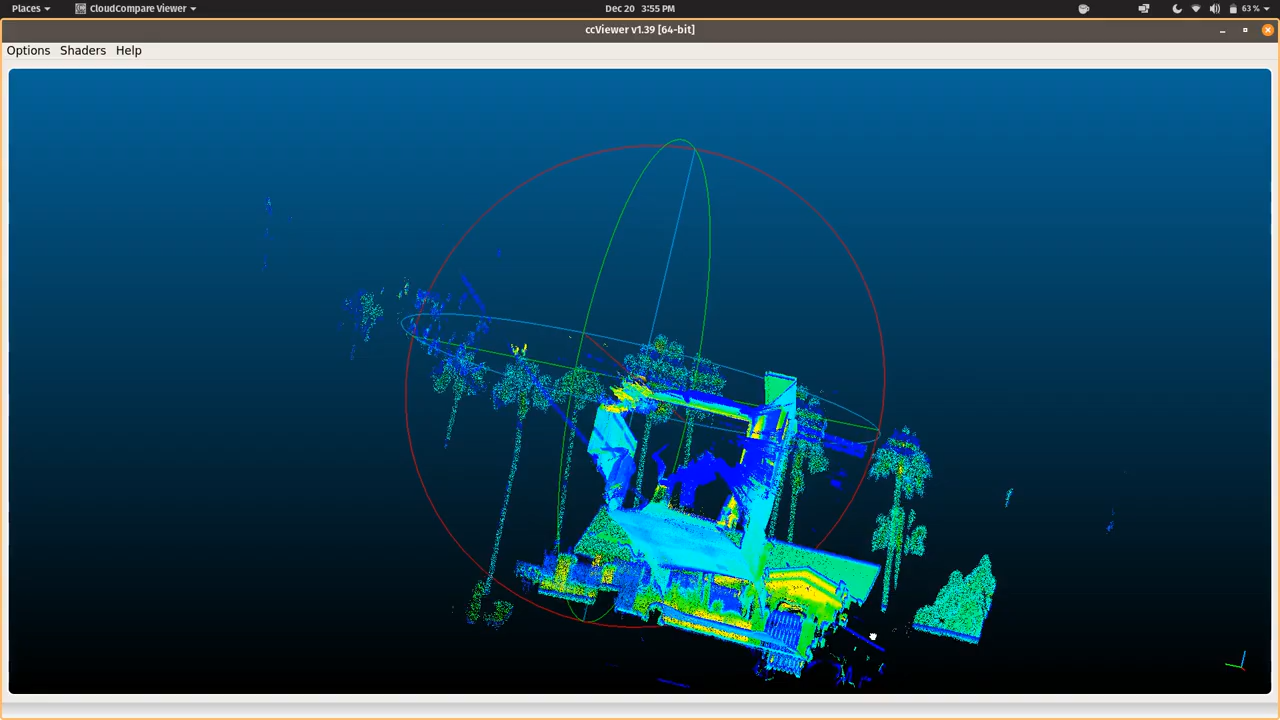 Places CloudCompare Viewer Dec 20 3:55 PM 63 %
ccViewer v1.39 [64-bit]
Options Shaders Help